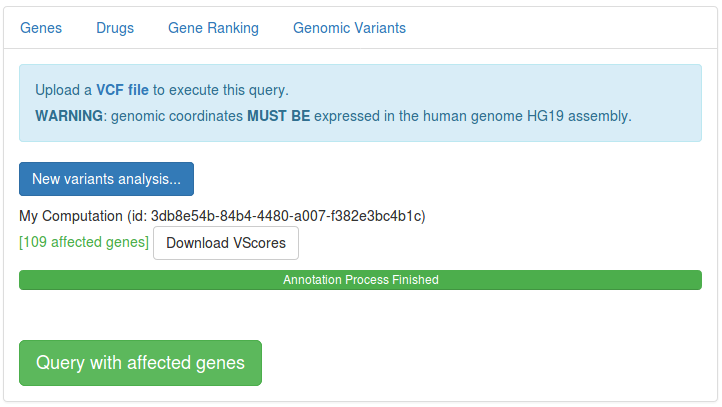 Genes Drugs Gene Ranking Genomic Variants
Upload a VCF file to execute this query.
WARNING: genomic coordinates MUST BE expressed in the human genome HG19 assembly.
New variants analysis...
My Computation (id: 3db8e54b-84b4-4480-a007-f382e3bc4b1c)
[109 affected genes] Download VScores
Annotation Process Finished
Query with affected genes